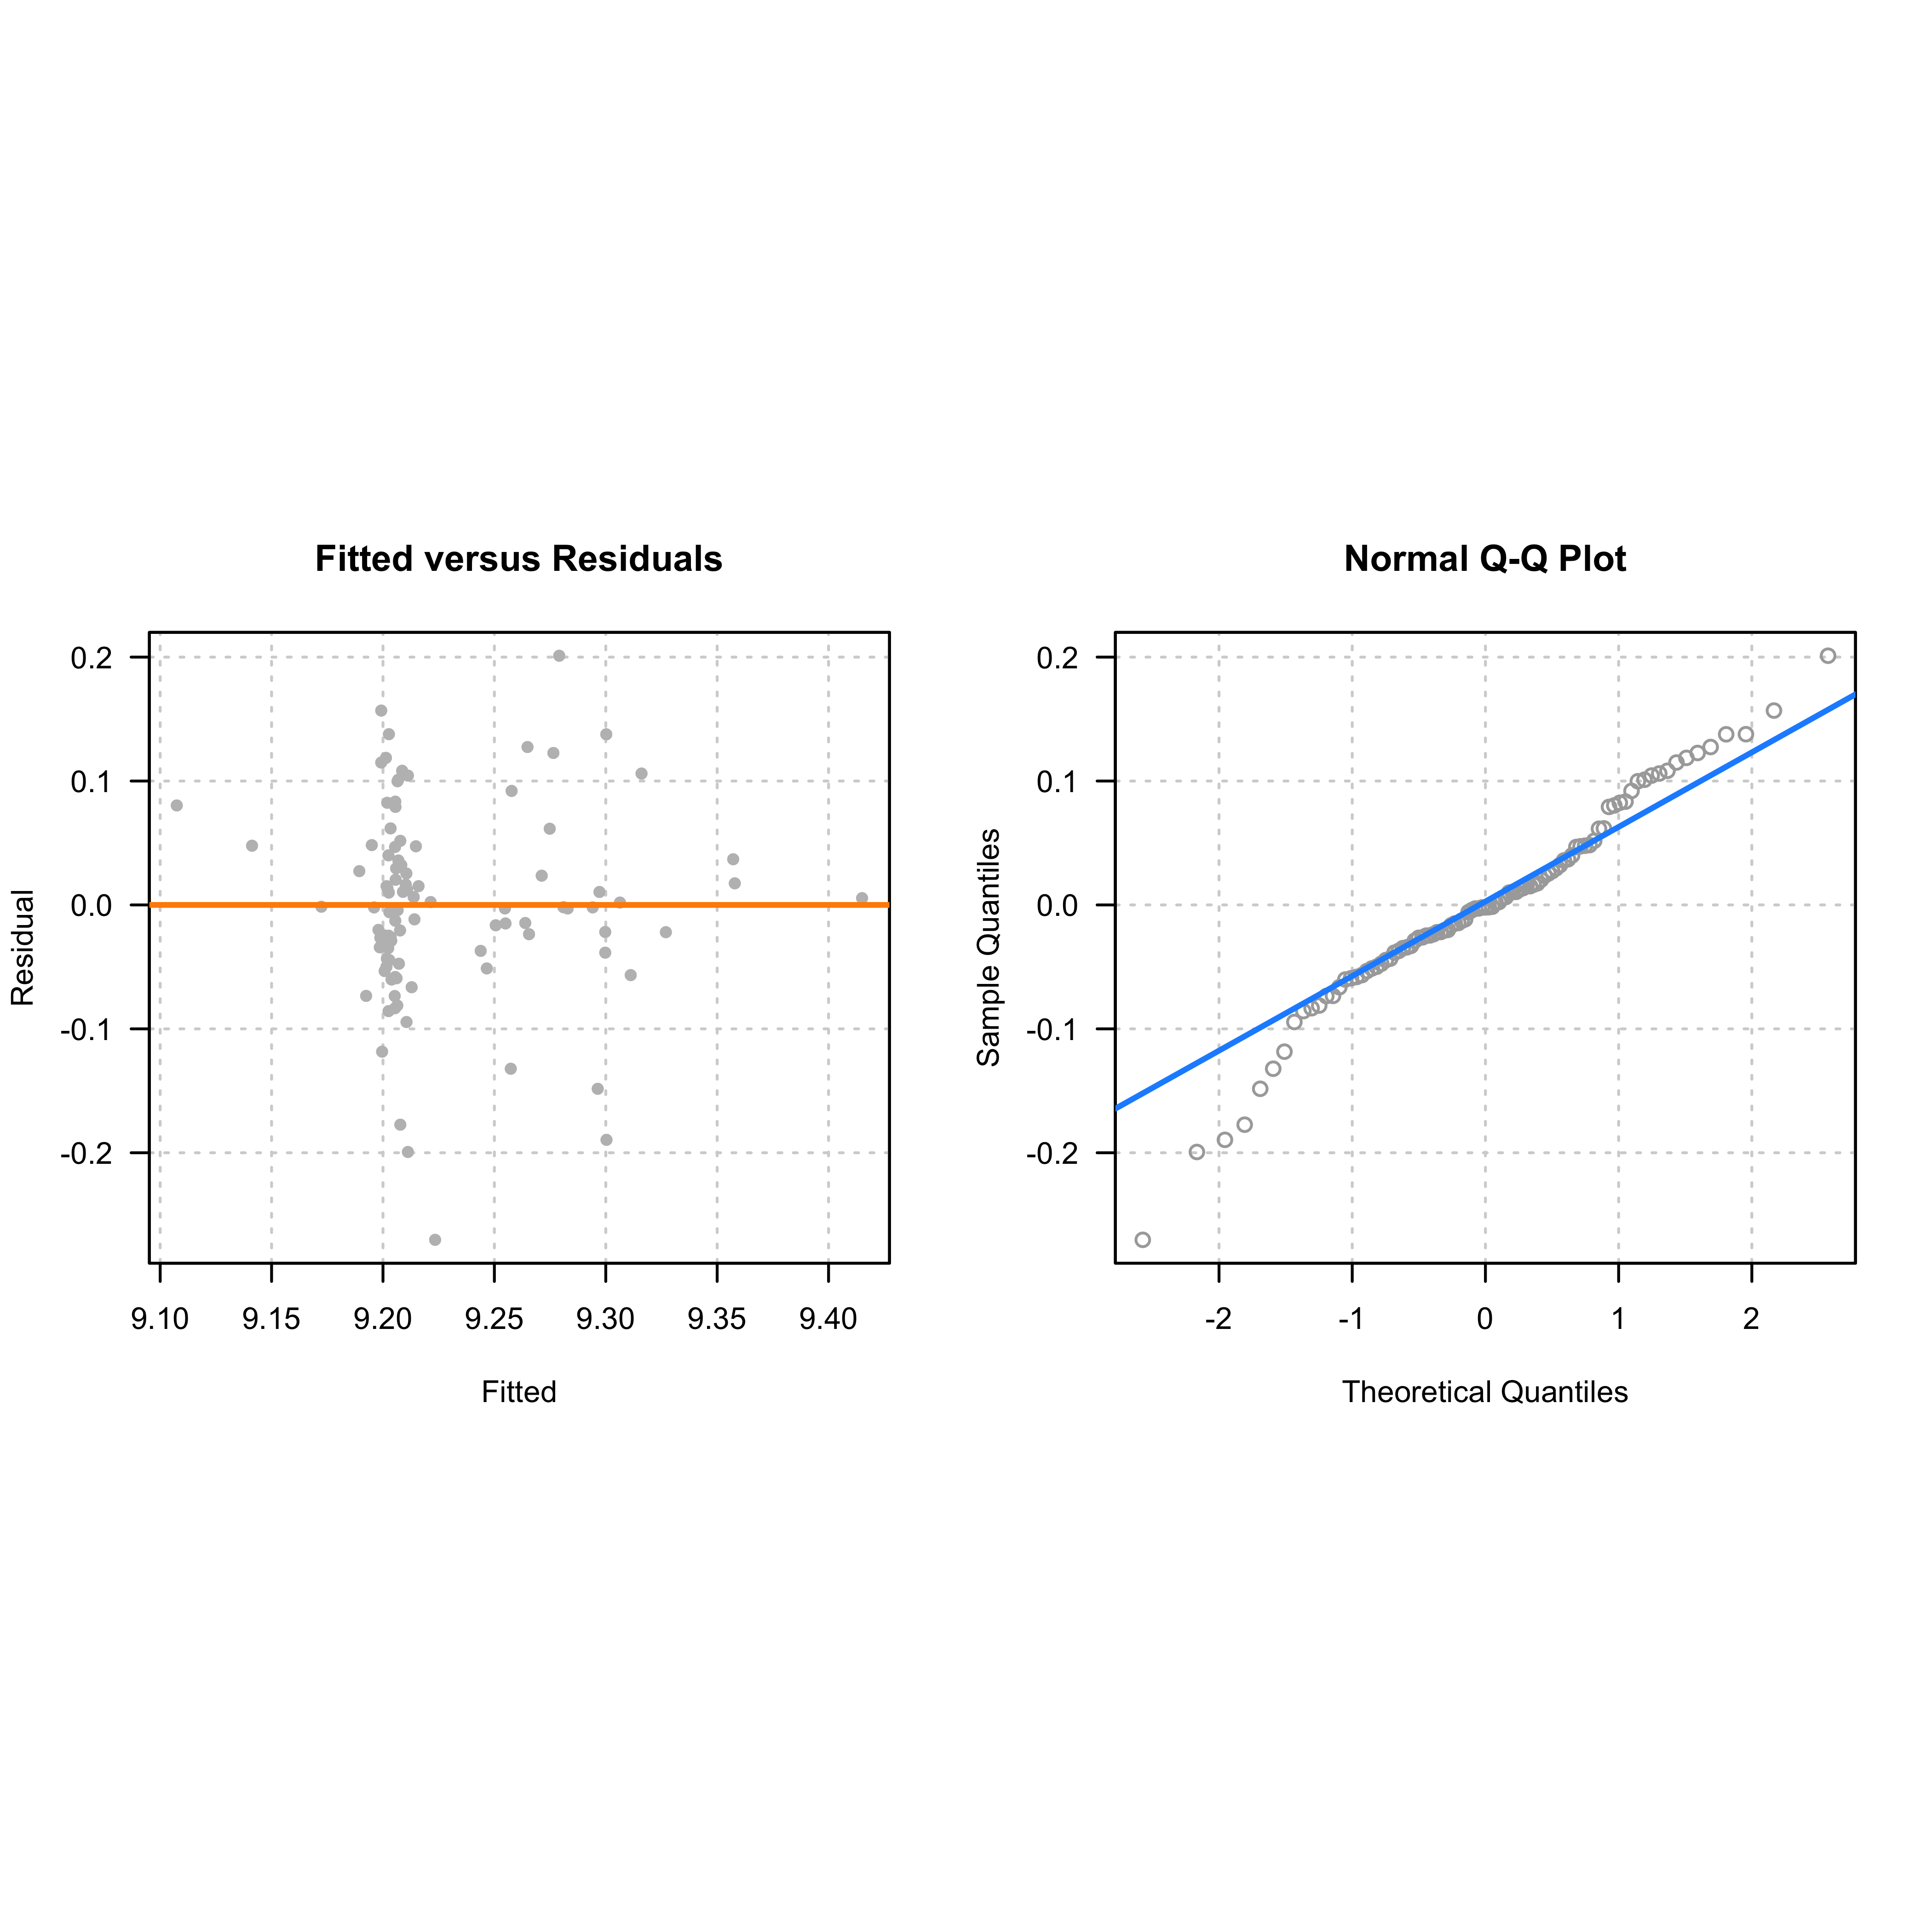 Fitted versus Residuals
Residual
0.2
0.1
0.0
-0.1
-0.2
9.10 9.15 9.20 9.25 9.30 9.35 9.40
Fitted
Normal Q-Q Plot
Sample Quantiles
0.2
0.1
0.0
-0.1
-0.2
-2 -1 0 1 2
Theoretical Quantiles